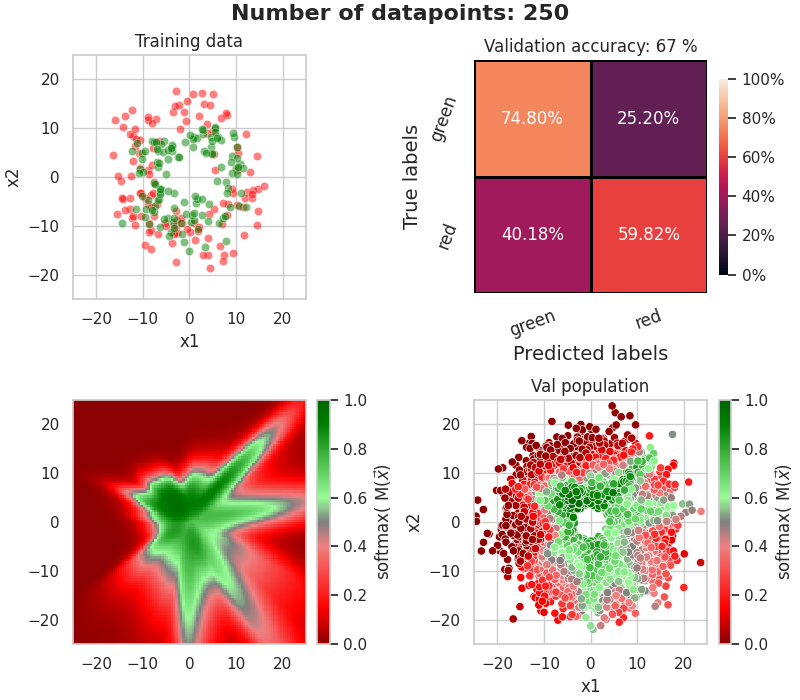 Number of datapoints: 250
Training data
20
10
0
−10
−20
x2
−20 −10 0 10 20
x1
Validation accuracy: 67 %
True labels
green
red
74.80% 25.20%
40.18% 59.82%
green red
Predicted labels
100%
80%
60%
40%
20%
0%
20
10
0
−10
−20
−20 −10 0 10 20
1.0
0.8
0.6
0.4
0.2
0.0
softmax( M(x⃗)
Val population
20
10
0
−10
−20
x2
−20 −10 0 10 20
x1
1.0
0.8
0.6
0.4
0.2
0.0
softmax( M(x⃗)